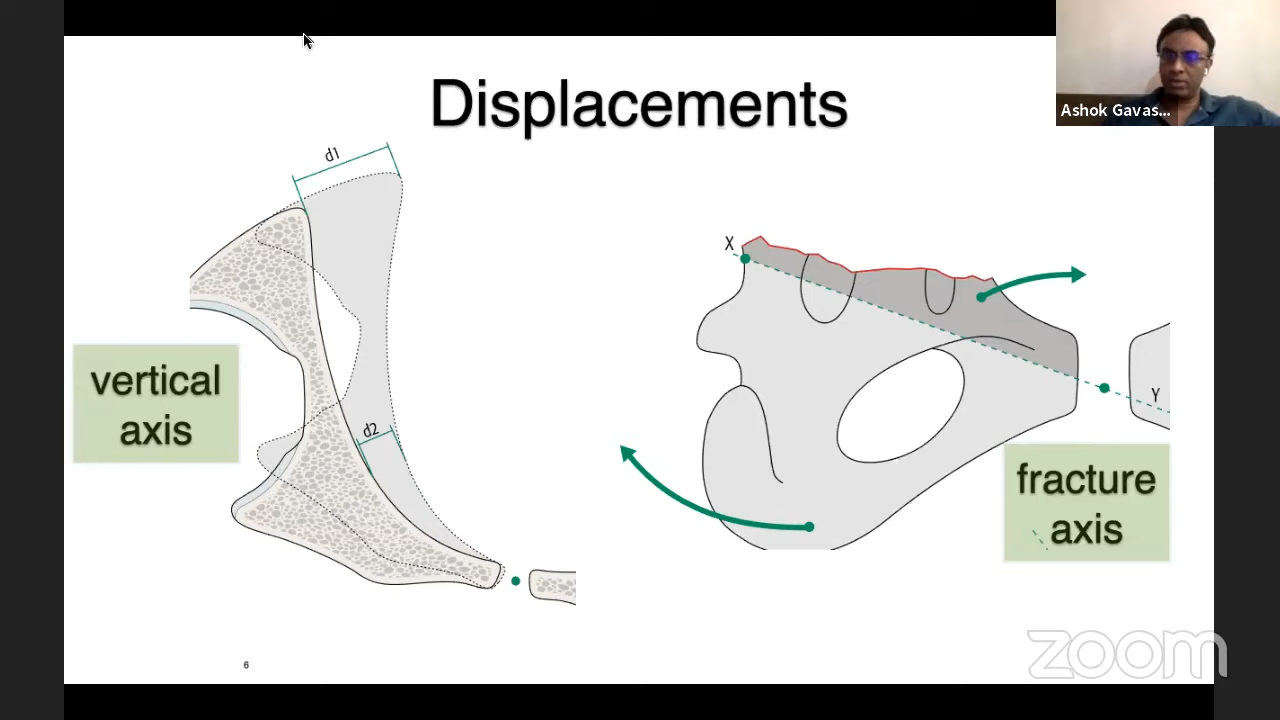 Displacements
Ashok Gavas...
d1
X
vertical
axis
d2
Y
fracture
axis
6
zoom